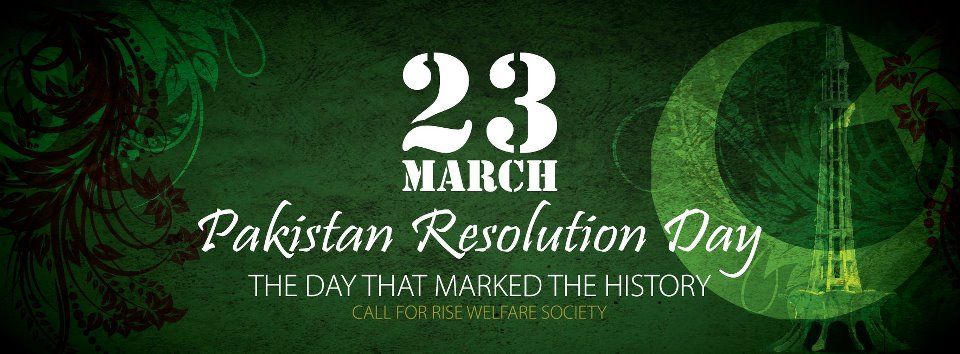 23
MARCH
Pakistan Resolution Day
THE DAY THAT MARKED THE HISTORY
CALL FOR RISE WELFARE SOCIETY